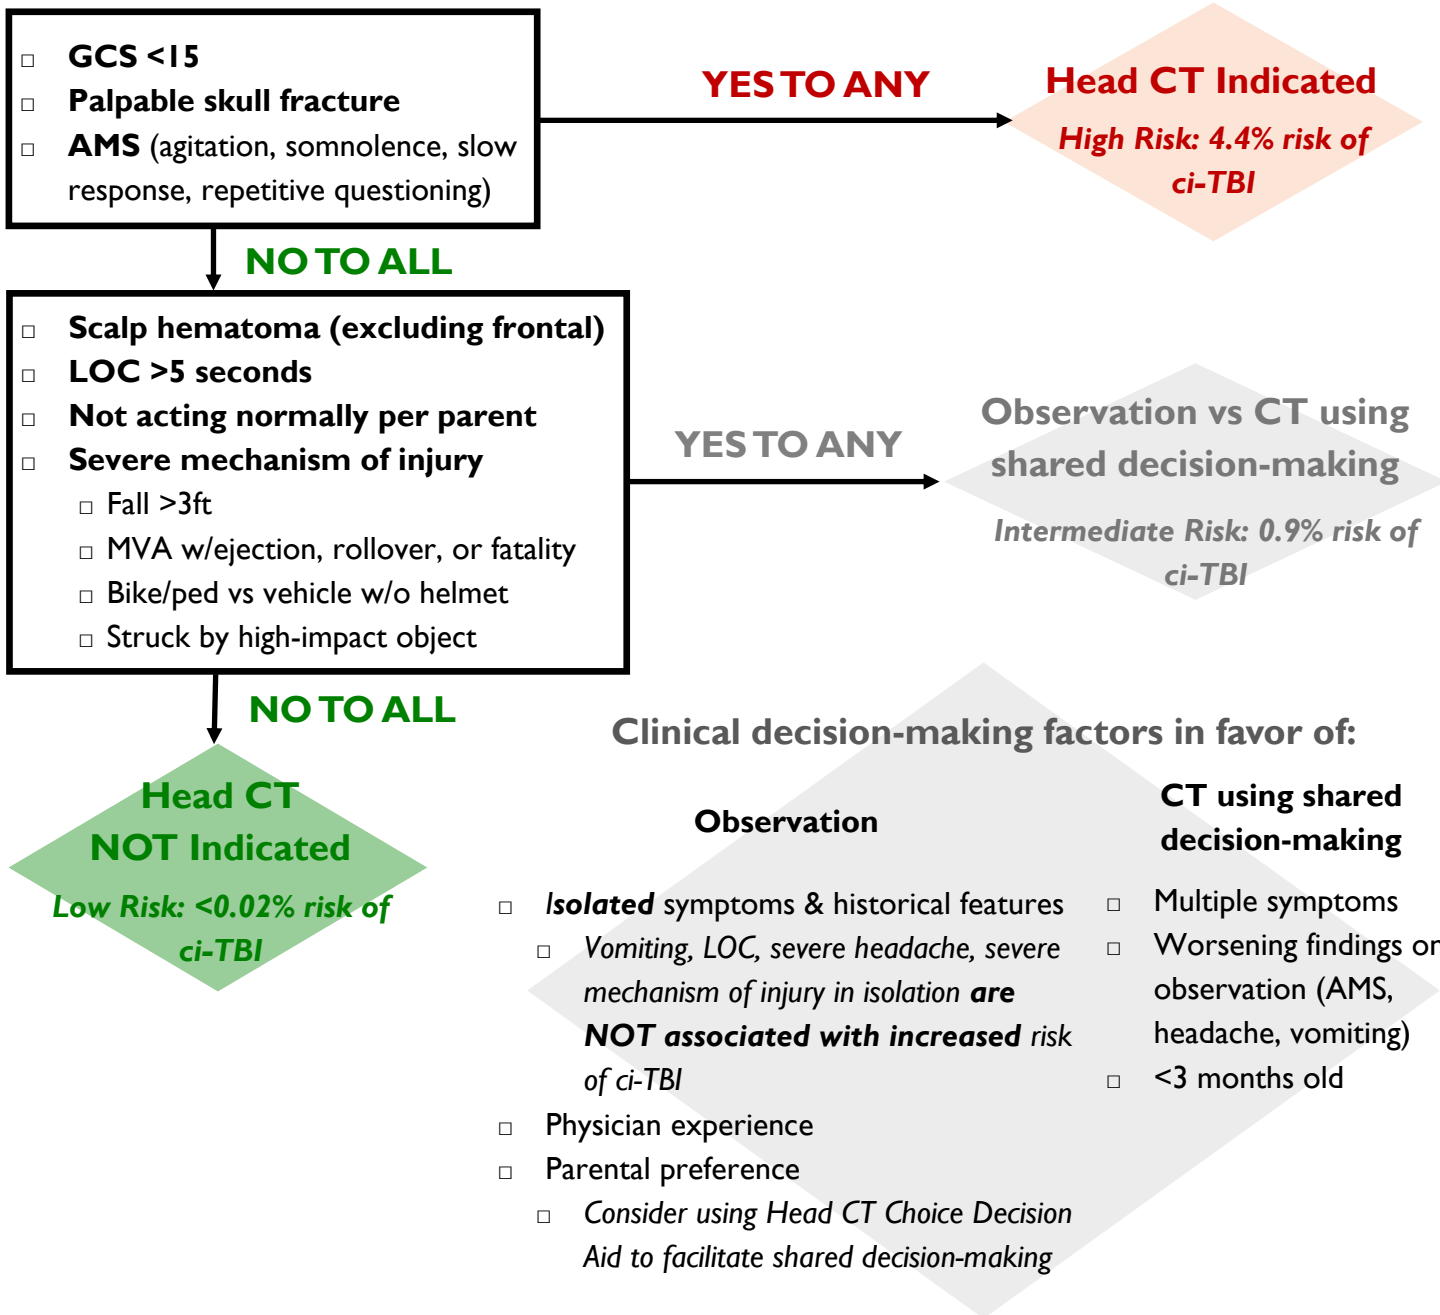 □ GCS <15
□ Palpable skull fracture
□ AMS (agitation, somnolence, slow
response, repetitive questioning)
YES TO ANY
Head CT Indicated
High Risk: 4.4% risk of
ci-TBI
NO TO ALL
□ Scalp hematoma (excluding frontal)
□ LOC >5 seconds
□ Not acting normally per parent
□ Severe mechanism of injury
□ Fall >3ft
□ MVA w/ejection, rollover, or fatality
□ Bike/ped vs vehicle w/o helmet
□ Struck by high-impact object
YES TO ANY
Observation vs CT using
shared decision-making
Intermediate Risk: 0.9% risk of
ci-TBI
NO TO ALL
Head CT
NOT Indicated
Low Risk: <0.02% risk of
ci-TBI
Clinical decision-making factors in favor of:
Observation
□ Isolated symptoms & historical features
□ Vomiting, LOC, severe headache, severe
mechanism of injury in isolation are
NOT associated with increased risk
of ci-TBI
□ Physician experience
□ Parental preference
□ Consider using Head CT Choice Decision
Aid to facilitate shared decision-making
CT using shared
decision-making
□ Multiple symptoms
□ Worsening findings on
observation (AMS,
headache, vomiting)
□ <3 months old